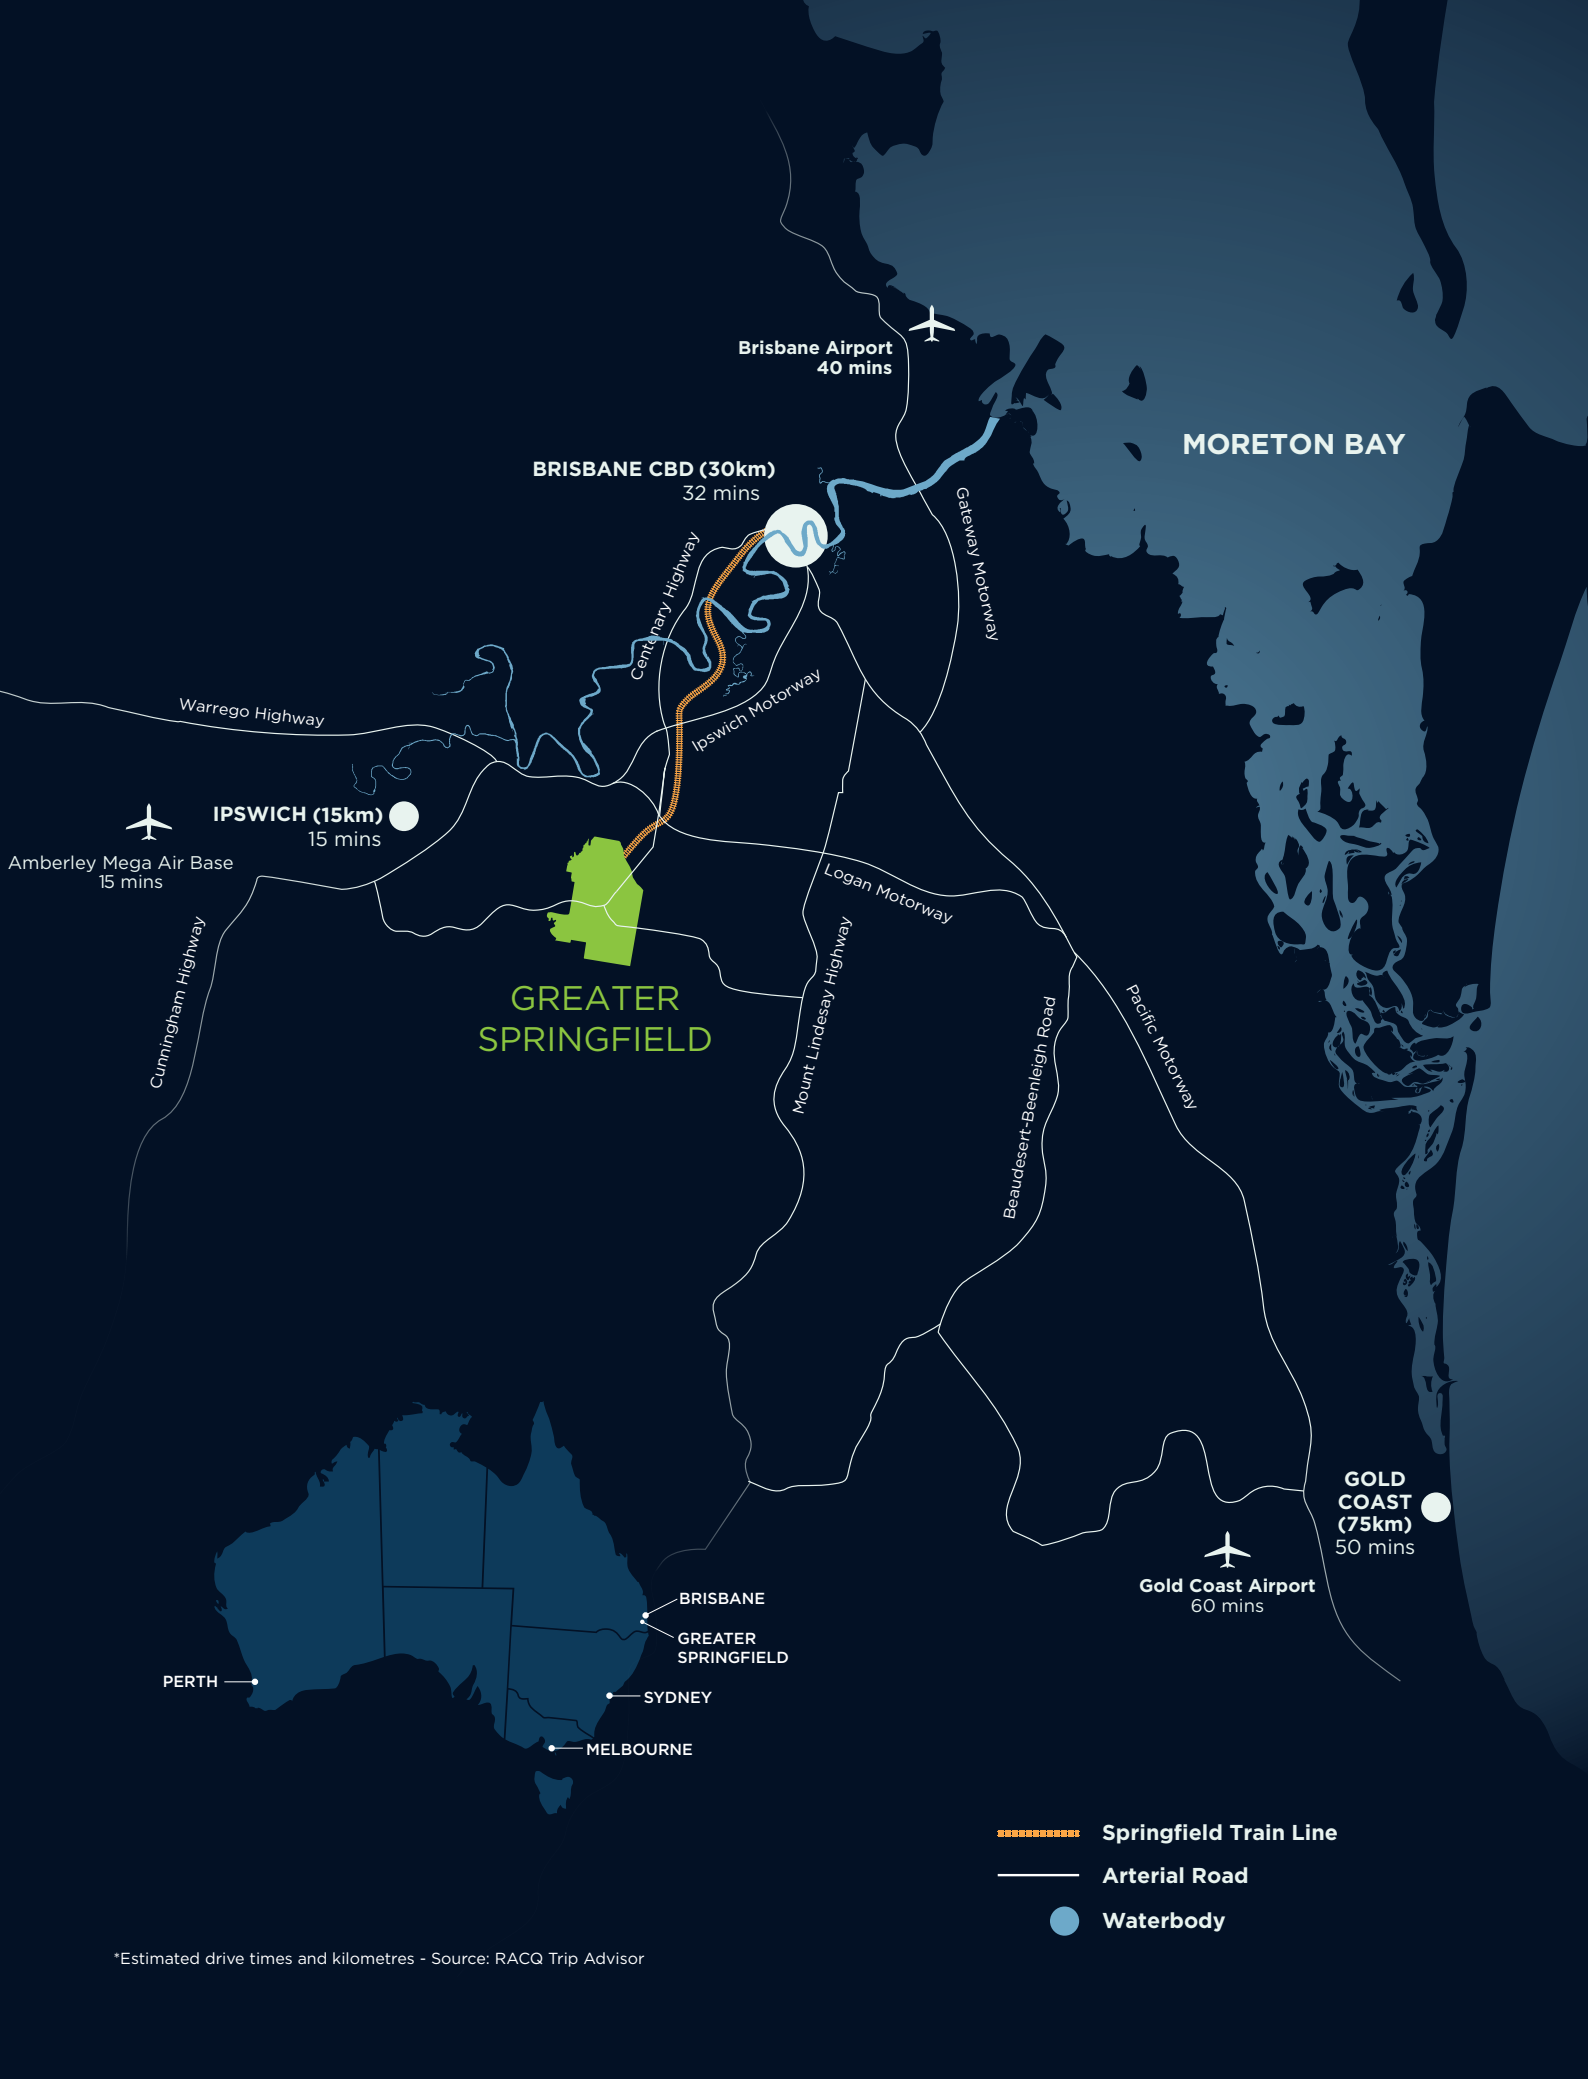 Brisbane Airport
40 mins
MORETON BAY
BRISBANE CBD (30km)
32 mins
Gateway Motorway
Centenary Highway
Warrego Highway
Ipswich Motorway
IPSWICH (15km)
15 mins
Amberley Mega Air Base
15 mins
Logan Motorway
Cunningham Highway
GREATER
SPRINGFIELD
Mount Lindesay Highway
Beaudesert-Beenleigh Road
Pacific Motorway
GOLD
COAST
(75km)
50 mins
Gold Coast Airport
60 mins
BRISBANE
GREATER
SPRINGFIELD
PERTH
SYDNEY
MELBOURNE
Springfield Train Line
Arterial Road
Waterbody
*Estimated drive times and kilometres - Source: RACQ Trip Advisor